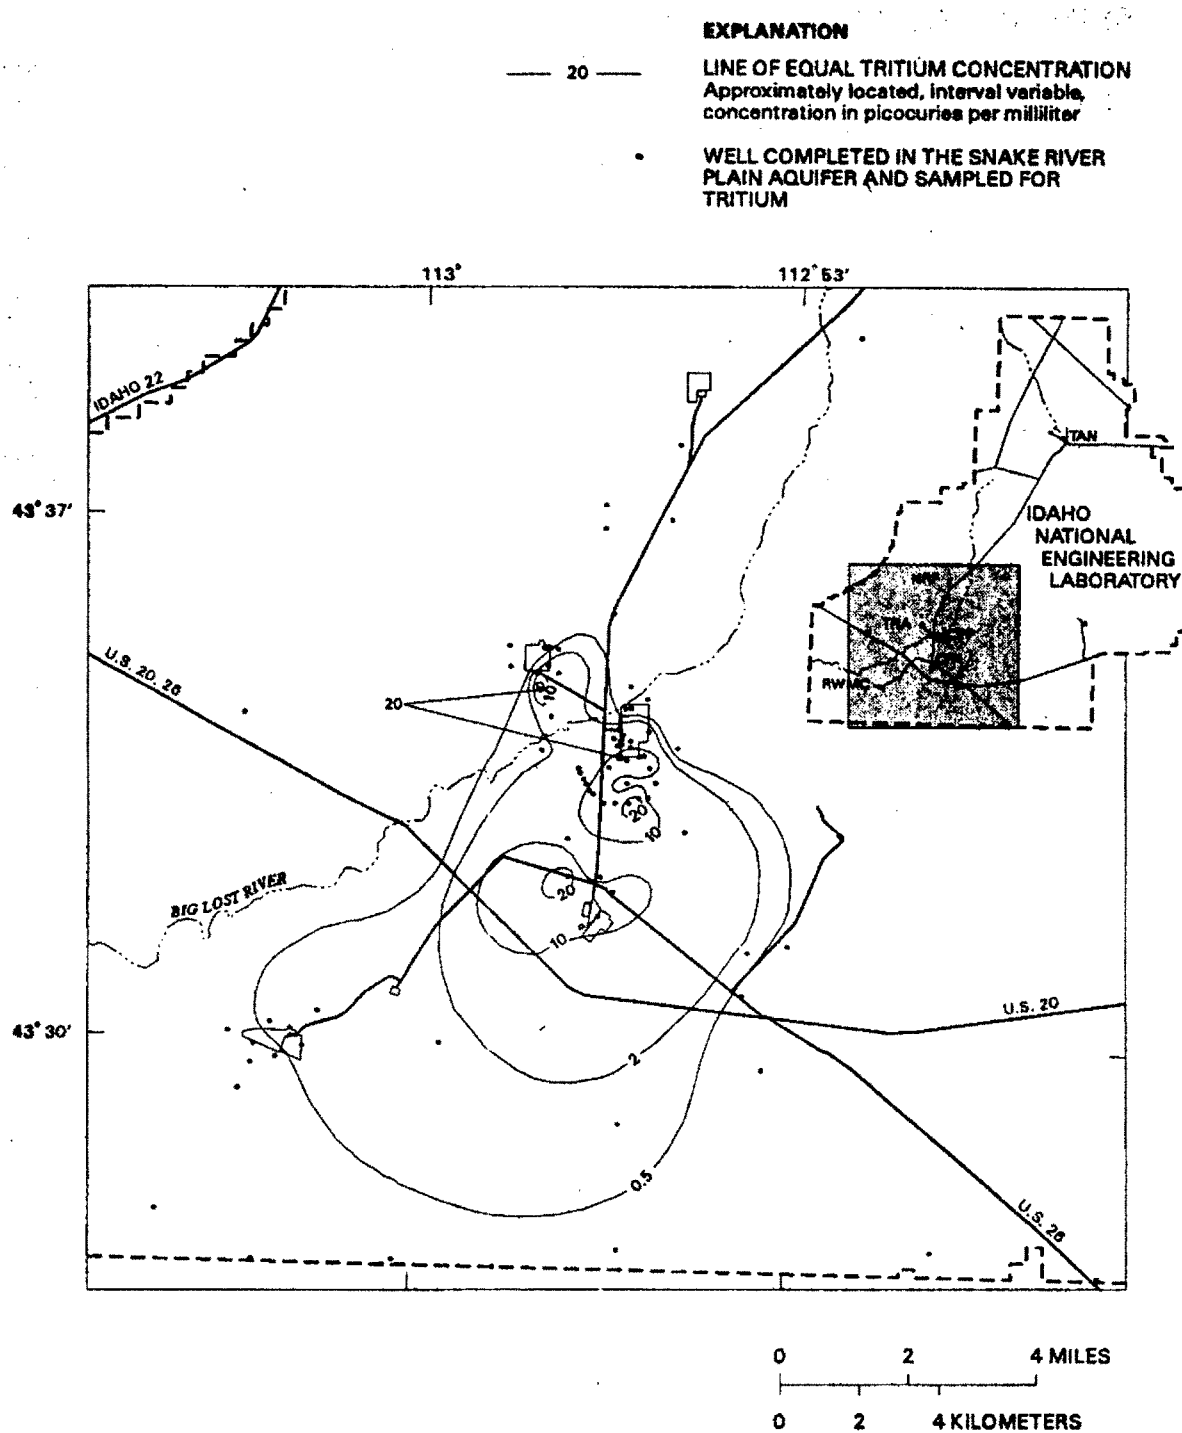 EXPLANATION
20
LINE OF EQUAL TRITIUM CONCENTRATION
Approximately located, interval variable,
concentration in picocuries per milliliter
WELL COMPLETED IN THE SNAKE RIVER
PLAIN AQUIFER AND SAMPLED FOR
TRITIUM
113°
112°53'
IDAHO 22
TAN
43°37'
IDAHO
NATIONAL
ENGINEERING
LABORATORY
NRF
TRA
U.S. 20, 26
RWMC
10
20
20
10
BIG LOST RIVER
20
10
43°30'
U.S. 20
2
0.5
U.S. 26
0 2 4 MILES
0 2 4 KILOMETERS